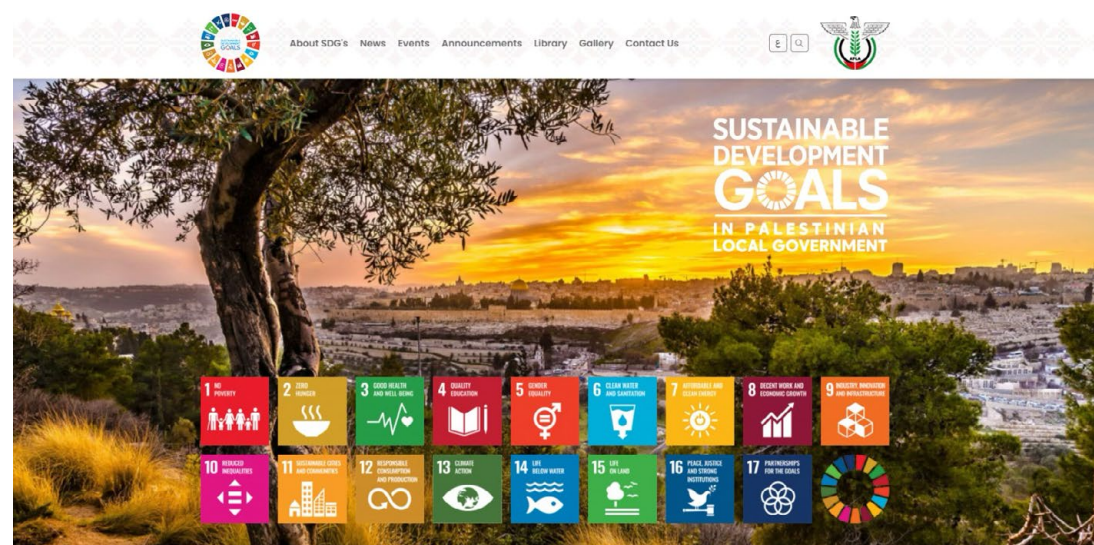 SUSTAINABLE
DEVELOPMENT
GOALS
About SDG's News Events Announcements Library Gallery Contact Us
ع
APLA
SUSTAINABLE
DEVELOPMENT
GOALS
IN PALESTINIAN
LOCAL GOVERNMENT
1 NO
POVERTY
2 ZERO
HUNGER
3 GOOD HEALTH
AND WELL BEING
4 QUALITY
EDUCATION
5 GENDER
EQUALITY
6 CLEAN WATER
AND SANITATION
7 AFFORDABLE AND
CLEAN ENERGY
8 DECENT WORK AND
ECONOMIC GROWTH
9 INDUSTRY, INNOVATION
AND INFRASTRUCTURE
10 REDUCED
INEQUALITIES
11 SUSTAINABLE CITIES
AND COMMUNITIES
12 RESPONSIBLE
CONSUMPTION
AND PRODUCTION
13 CLIMATE
ACTION
14 LIFE
BELOW WATER
15 LIFE
ON LAND
16 PEACE, JUSTICE
AND STRONG
INSTITUTIONS
17 PARTNERSHIPS
FOR THE GOALS